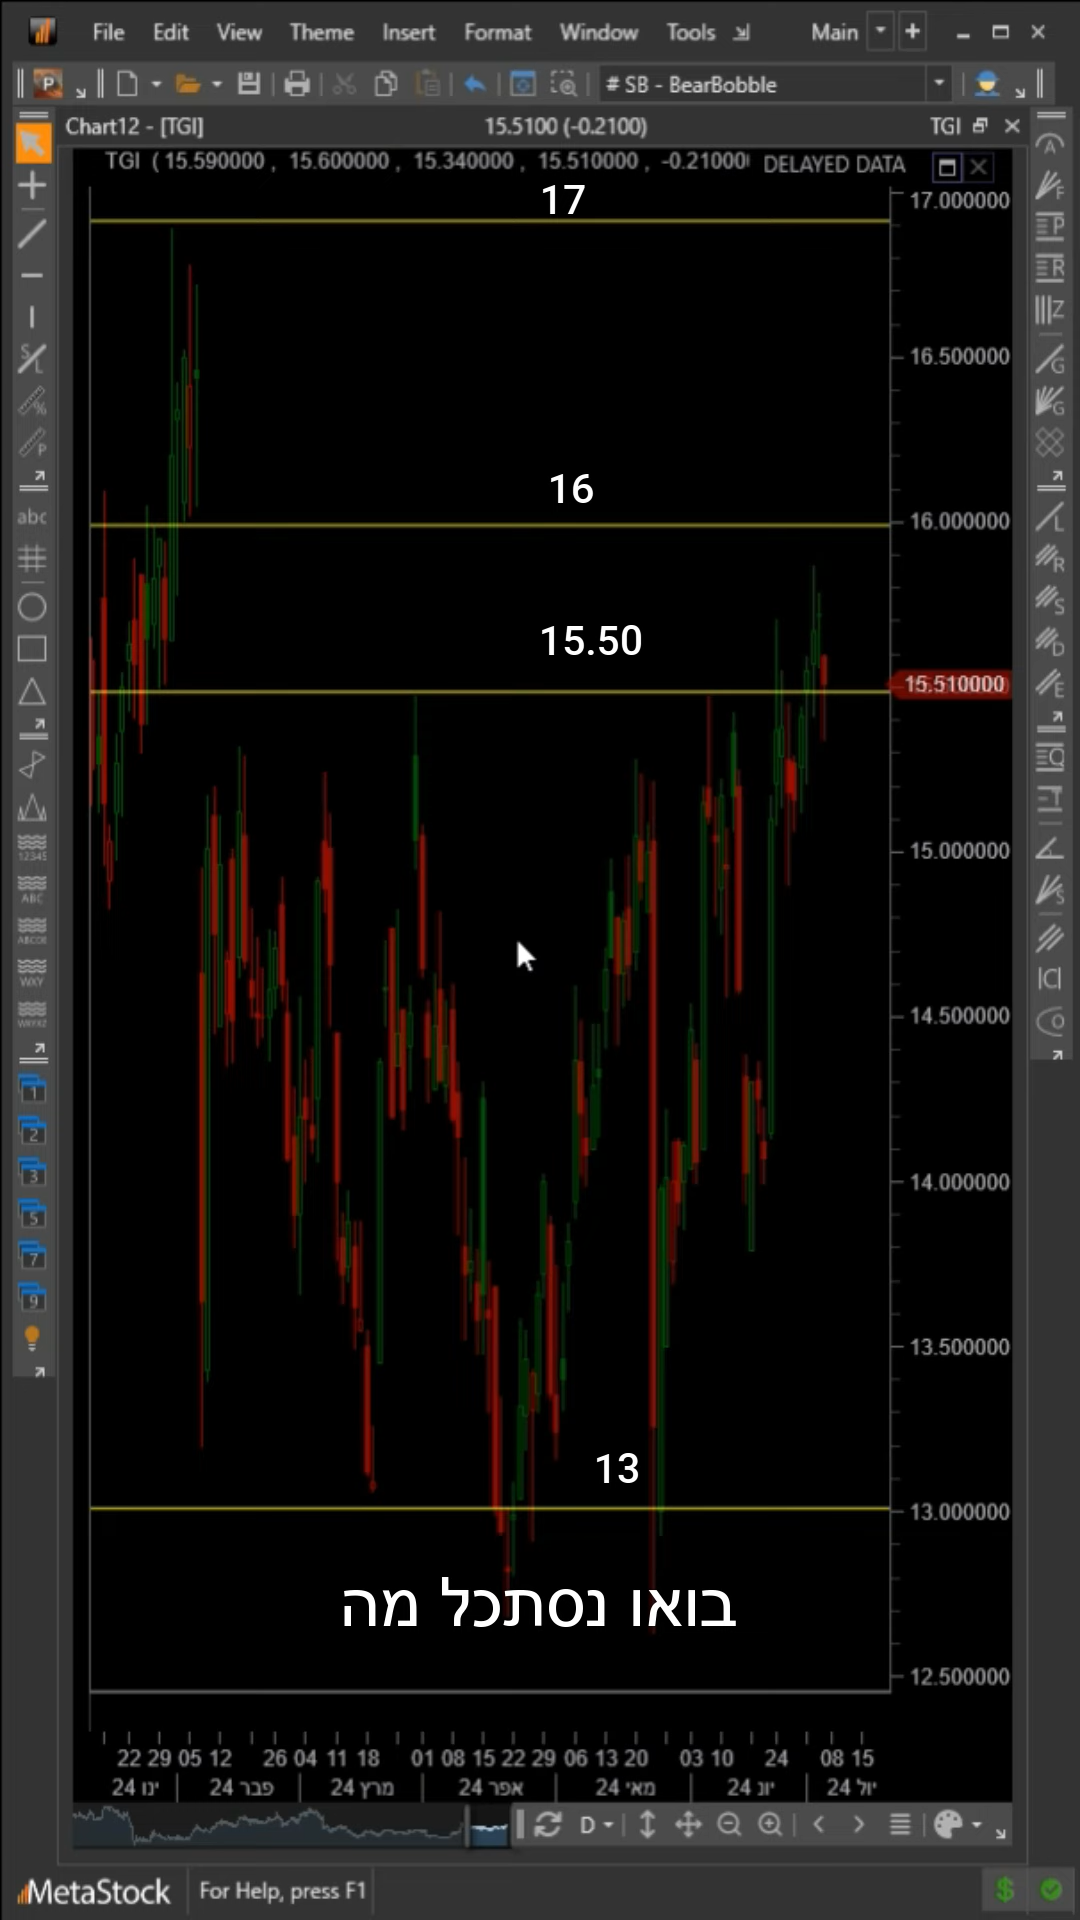 File Edit View Theme Insert Format Window Tools Main
# SB - BearBobble
Chart12 - [TGI] 15.5100 (-0.2100) TGI
TGI ( 15.590000 , 15.600000 , 15.340000 , 15.510000 , -0.21000 DELAYED DATA
17
17.000000
16.500000
16
16.000000
15.50
15.510000
15.000000
14.500000
14.000000
13.500000
13
13.000000
בואו נסתכל מה
12.500000
22 29 05 12 26 04 11 18 01 08 15 22 29 06 13 20 03 10 24 08 15
ינו 24 פבר 24 מרץ 24 אפר 24 מאי 24 יונ 24 יול 24
D
MetaStock For Help, press F1